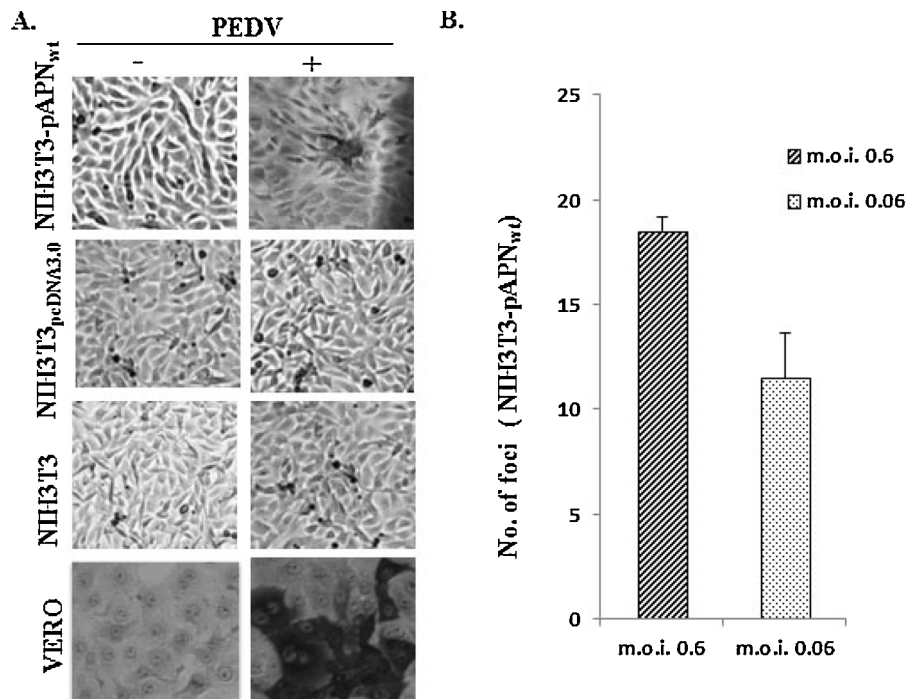 A.
PEDV
-
+
NIH3T3-pAPNwt
NIH3T3pcDNA3.0
NIH3T3
VERO
B.
No. of foci ( NIH3T3-pAPNwt)
25
20
15
10
5
0
m.o.i. 0.6
m.o.i. 0.06
m.o.i 0.6
m.o.i 0.06